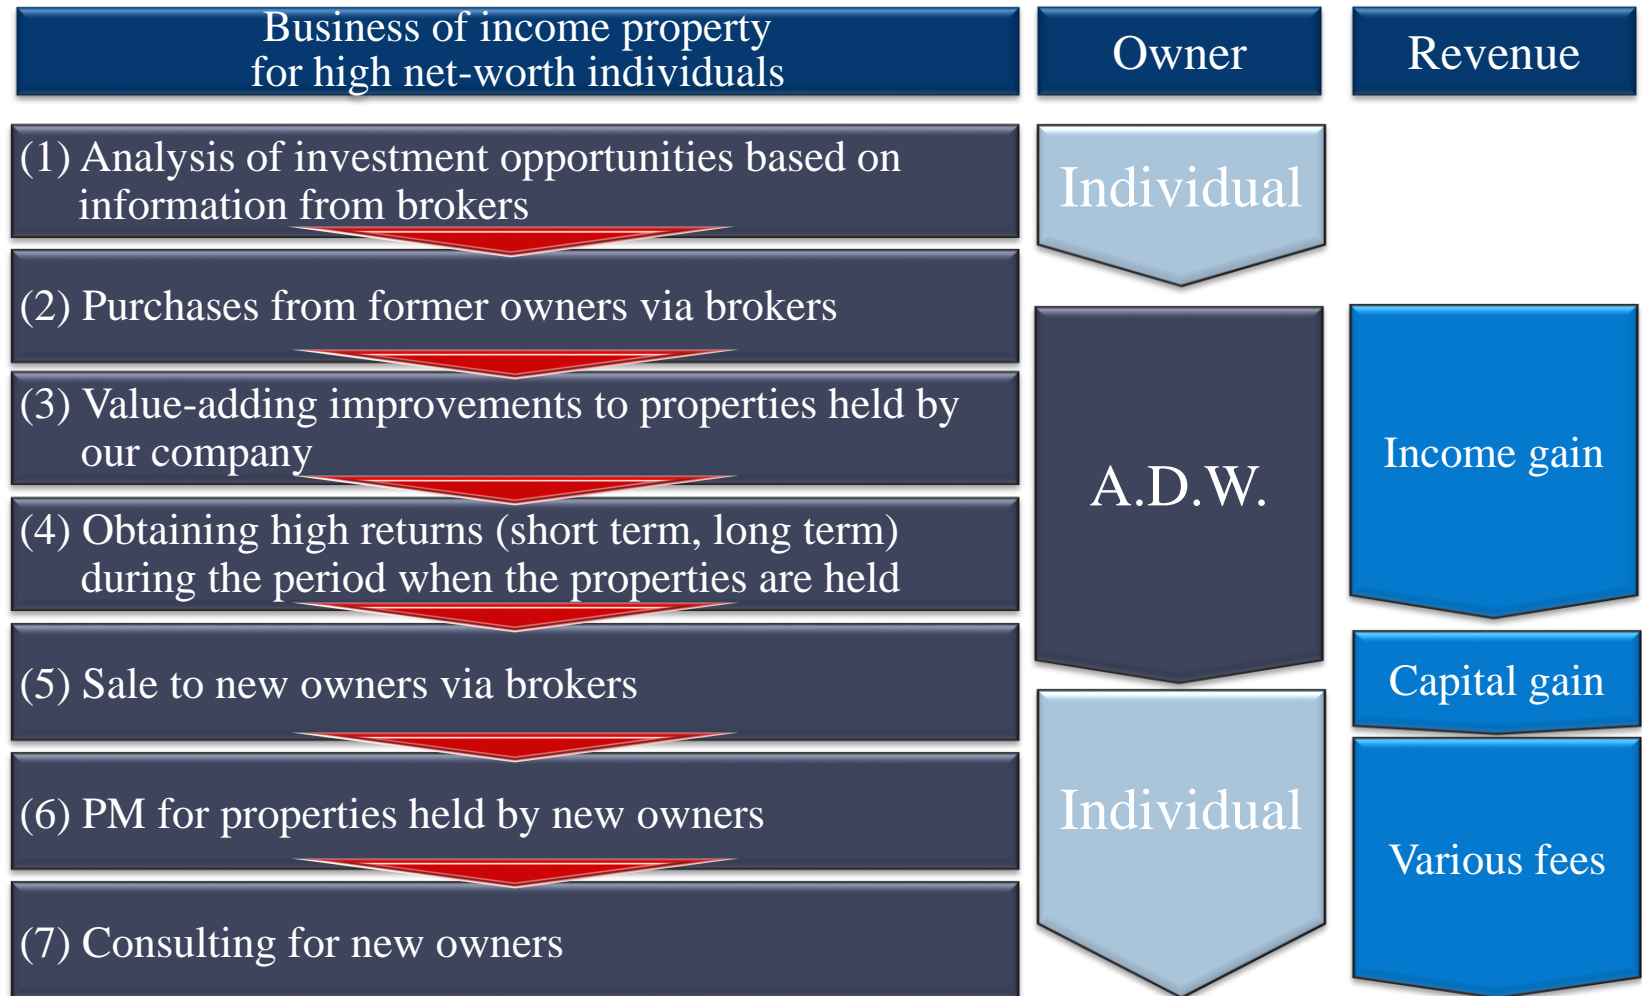 Business of income property
for high net-worth individuals
Owner
Revenue
(1) Analysis of investment opportunities based on
information from brokers
Individual
(2) Purchases from former owners via brokers
(3) Value-adding improvements to properties held by
our company
(4) Obtaining high returns (short term, long term)
during the period when the properties are held
A.D.W.
Income gain
(5) Sale to new owners via brokers
Capital gain
(6) PM for properties held by new owners
Individual
Various fees
(7) Consulting for new owners